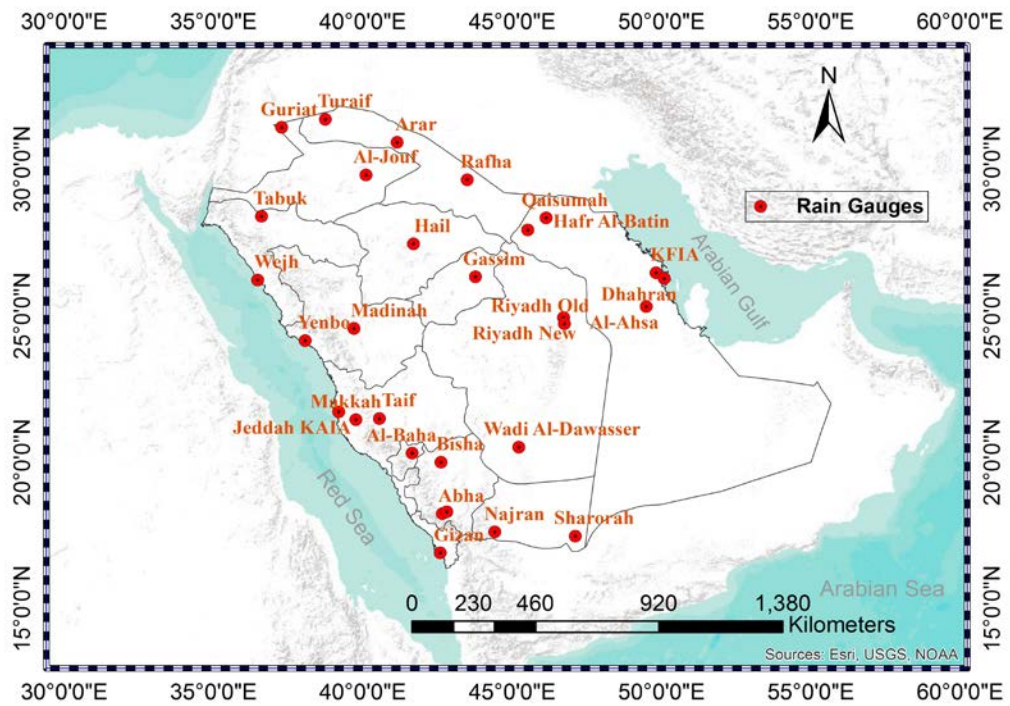 30°0'0"E 35°0'0"E 40°0'0"E 45°0'0"E 50°0'0"E 55°0'0"E 60°0'0"E
N
Guriat
Turaif
Arar
Al-Jouf
Rafha
30°0'0"N
30°0'0"N
Tabuk
Qaisumah
Hafr Al-Batin
Rain Gauges
Hail
Wejh
Gassim
KFIA
Arabian Gulf
Dhahran
Madinah
Riyadh Old
Al-Ahsa
Yenbo
Riyadh New
25°0'0"N
25°0'0"N
Makkah
Taif
Jeddah KAIA
Al-Baha
Bisha
Wadi Al-Dawasser
20°0'0"N
20°0'0"N
Red Sea
Abha
Najran
Sharorah
Gizan
Arabian Sea
15°0'0"N
15°0'0"N
0 230 460 920 1,380
Kilometers
Sources: Esri, USGS, NOAA
30°0'0"E 35°0'0"E 40°0'0"E 45°0'0"E 50°0'0"E 55°0'0"E 60°0'0"E